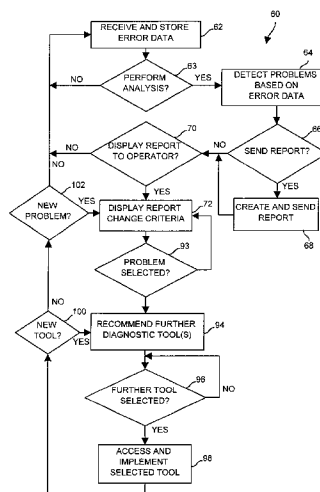 60
RECEIVE AND STORE
ERROR DATA
62
63
PERFORM
ANALYSIS?
NO
YES
64
DETECT PROBLEMS
BASED ON
ERROR DATA
70
DISPLAY REPORT
TO OPERATOR?
NO
NO
66
SEND REPORT?
YES
CREATE AND SEND
REPORT
68
NO
102
NEW
PROBLEM?
YES
YES
72
DISPLAY REPORT
CHANGE CRITERIA
93
PROBLEM
SELECTED?
NO
100
NEW
TOOL?
YES
RECOMMEND FURTHER
DIAGNOSTIC TOOL(S)
94
96
FURTHER TOOL
SELECTED?
NO
YES
ACCESS AND
IMPLEMENT
SELECTED TOOL
98